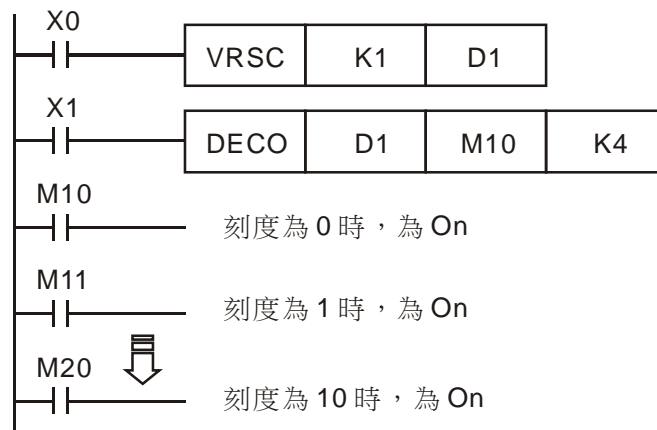 X0
VRSC K1 D1
X1
DECO D1 M10 K4
M10
刻度為 0 時，為 On
M11
刻度為 1 時，為 On
M20
刻度為 10 時，為 On